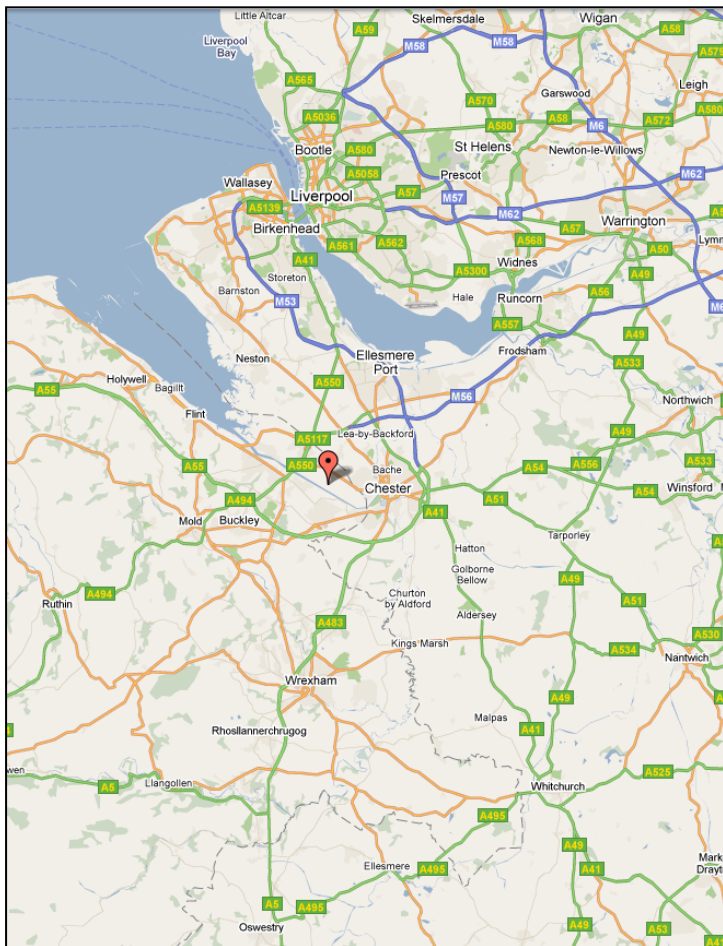 Little Altcar
Skelmersdale
Wigan
A59
M58
M58
A58
Liverpool
Bay
A579
A565
Leigh
A570
Garswood
A580
A5036
A580
A58
M6
A572
Bootle
A580
St Helens
Newton-le-Willows
A5058
Prescot
M62
Wallasey
Liverpool
A57
M57
A5139
M62
A57
Warrington
Birkenhead
A561
A562
A568
Lymm
A41
A50
Widnes
Storeton
A5300
A49
Barnston
Hale
Runcorn
A56
M53
A557
A49
Neston
Ellesmere
Port
Frodsham
A533
Holywell
A550
A55
Bagillt
M56
Northwich
Flint
A5117
Lea-by-Backford
A49
A55
A550
Bache
A54
A556
A533
A494
Chester
A51
A54
Winsford
Mold
Buckley
A41
Tarporley
Hatton
Golborne
Bellow
A49
A494
Churton
by Aldford
A51
Ruthin
Aldersey
A483
A530
Kings Marsh
A534
Nantwich
Wrexham
A49
Malpas
Rhosllannerchrugog
A41
wen
A525
A5
Llangollen
Whitchurch
A495
A49
Ellesmere
A495
A41
Mark
Drayt
A5
A495
A49
A53
Oswestry